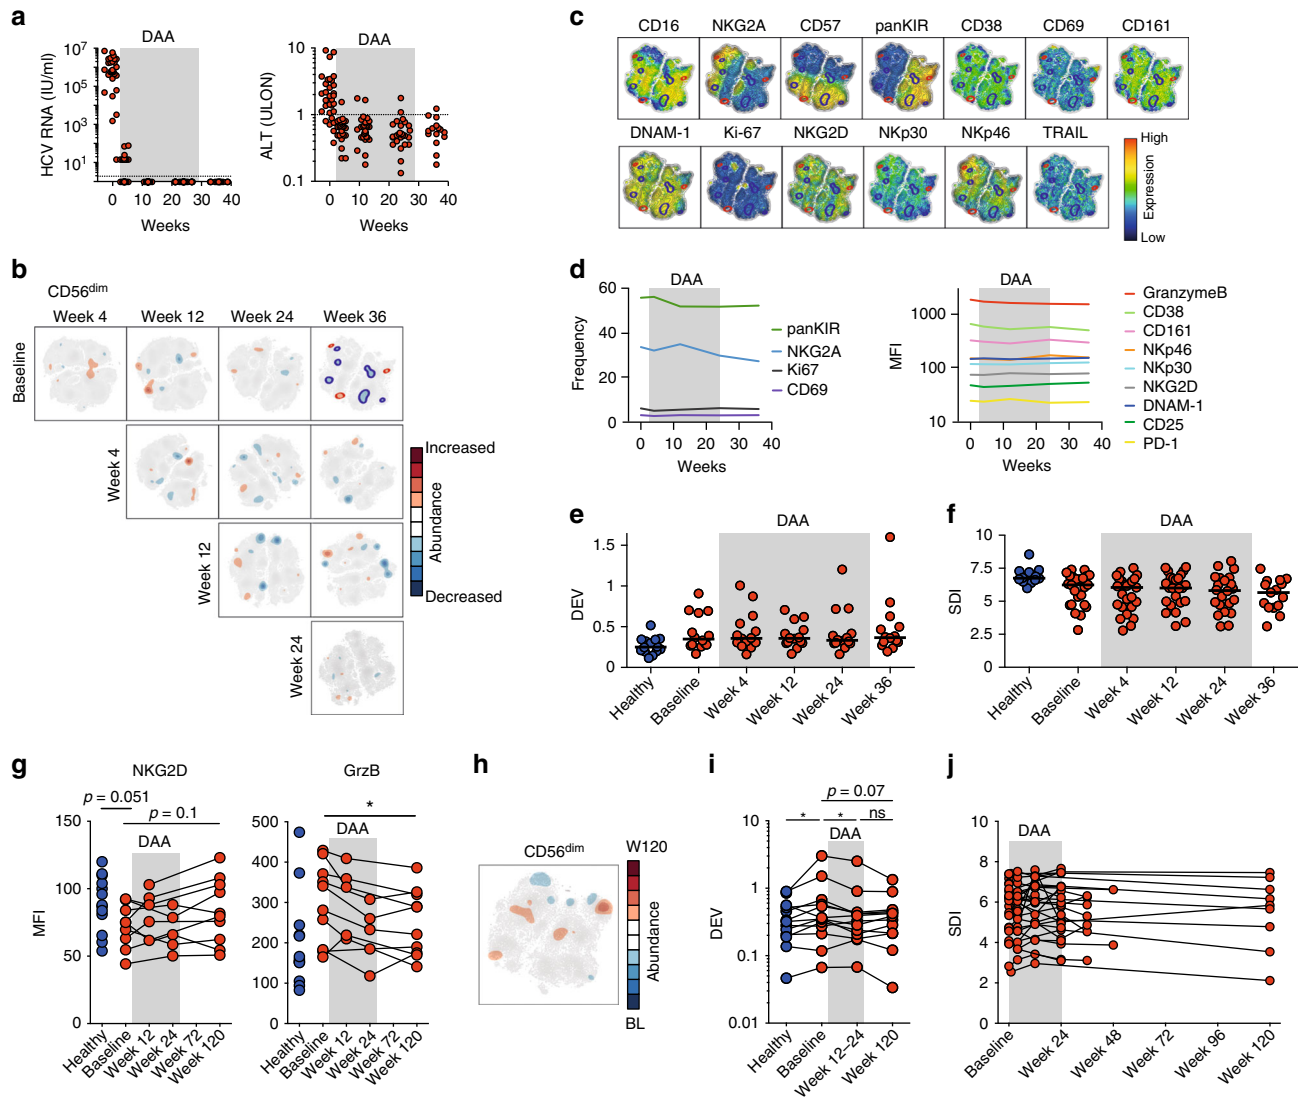 a
DAA
HCV RNA (IU/ml)
10^7
10^5
10^3
10^1
0 10 20 30 40
Weeks
DAA
ALT (ULON)
10
1
0.1
0 10 20 30 40
Weeks
b
CD56^dim
Week 4 Week 12 Week 24 Week 36
Baseline
Week 4
Week 12
Week 24
Increased
Abundance
Decreased
c
CD16 NKG2A CD57 panKIR CD38 CD69 CD161
DNAM-1 Ki-67 NKG2D NKp30 NKp46 TRAIL
High
Expression
Low
d
DAA
Frequency
60
40
20
0
0 10 20 30 40
Weeks
panKIR
NKG2A
Ki67
CD69
DAA
MFI
1000
100
10
0 10 20 30 40
Weeks
GranzymeB
CD38
CD161
NKp46
NKp30
NKG2D
DNAM-1
CD25
PD-1
e
DAA
DEV
1.5
1
0.5
0
Healthy Baseline Week 4 Week 12 Week 24 Week 36
f
DAA
SDI
10
7.5
5
2.5
0
Healthy Baseline Week 4 Week 12 Week 24 Week 36
g
NKG2D
p = 0.051
p = 0.1
DAA
MFI
150
100
50
0
Healthy Baseline Week 12 Week 24 Week 72 Week 120
GrzB
*
DAA
500
400
300
200
100
0
Healthy Baseline Week 12 Week 24 Week 72 Week 120
h
CD56^dim
W120
Abundance
BL
i
p = 0.07
* * ns
DAA
DEV
10
1
0.1
0.01
Healthy Baseline Week 12–24 Week 120
j
DAA
SDI
10
8
6
4
2
0
Baseline Week 24 Week 48 Week 72 Week 96 Week 120